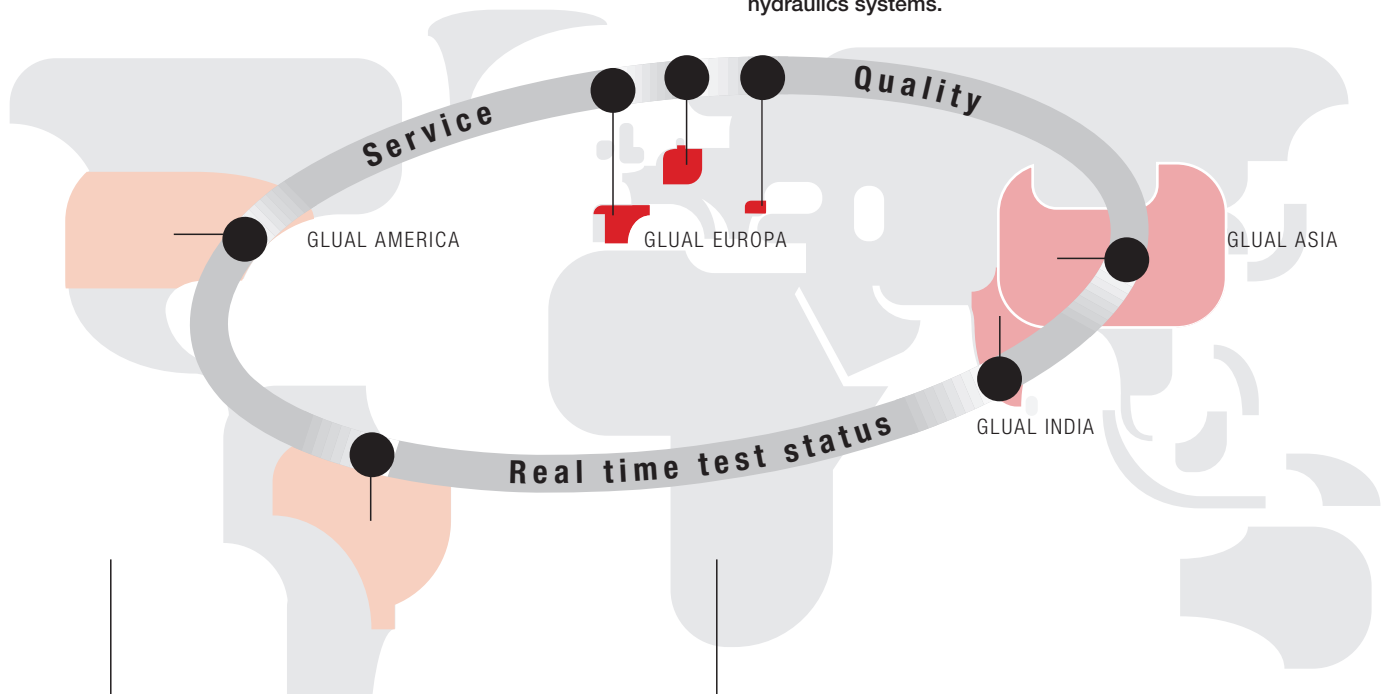 hydraulics systems.
Service
Quality
GLUAL AMERICA
GLUAL EUROPA
GLUAL ASIA
GLUAL INDIA
Real time test status